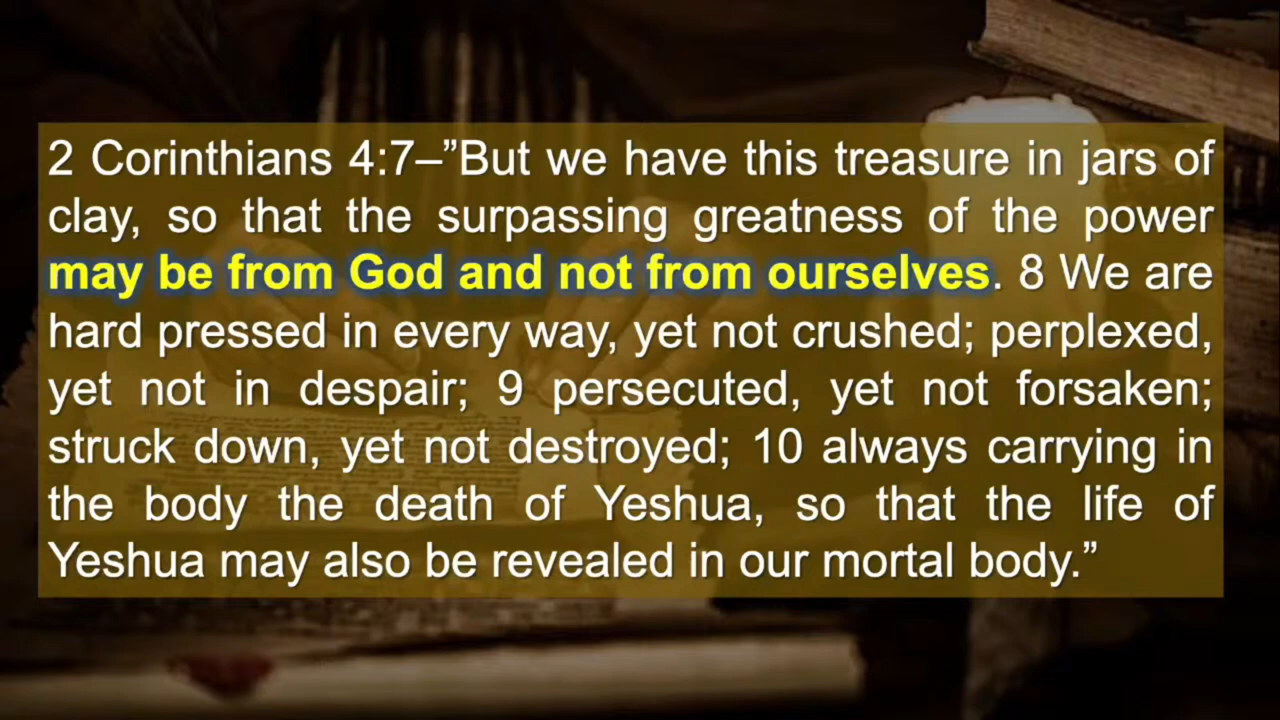 2 Corinthians 4:7–”But we have this treasure in jars of
clay, so that the surpassing greatness of the power
may be from God and not from ourselves. 8 We are
hard pressed in every way, yet not crushed; perplexed,
yet not in despair; 9 persecuted, yet not forsaken;
struck down, yet not destroyed; 10 always carrying in
the body the death of Yeshua, so that the life of
Yeshua may also be revealed in our mortal body.”